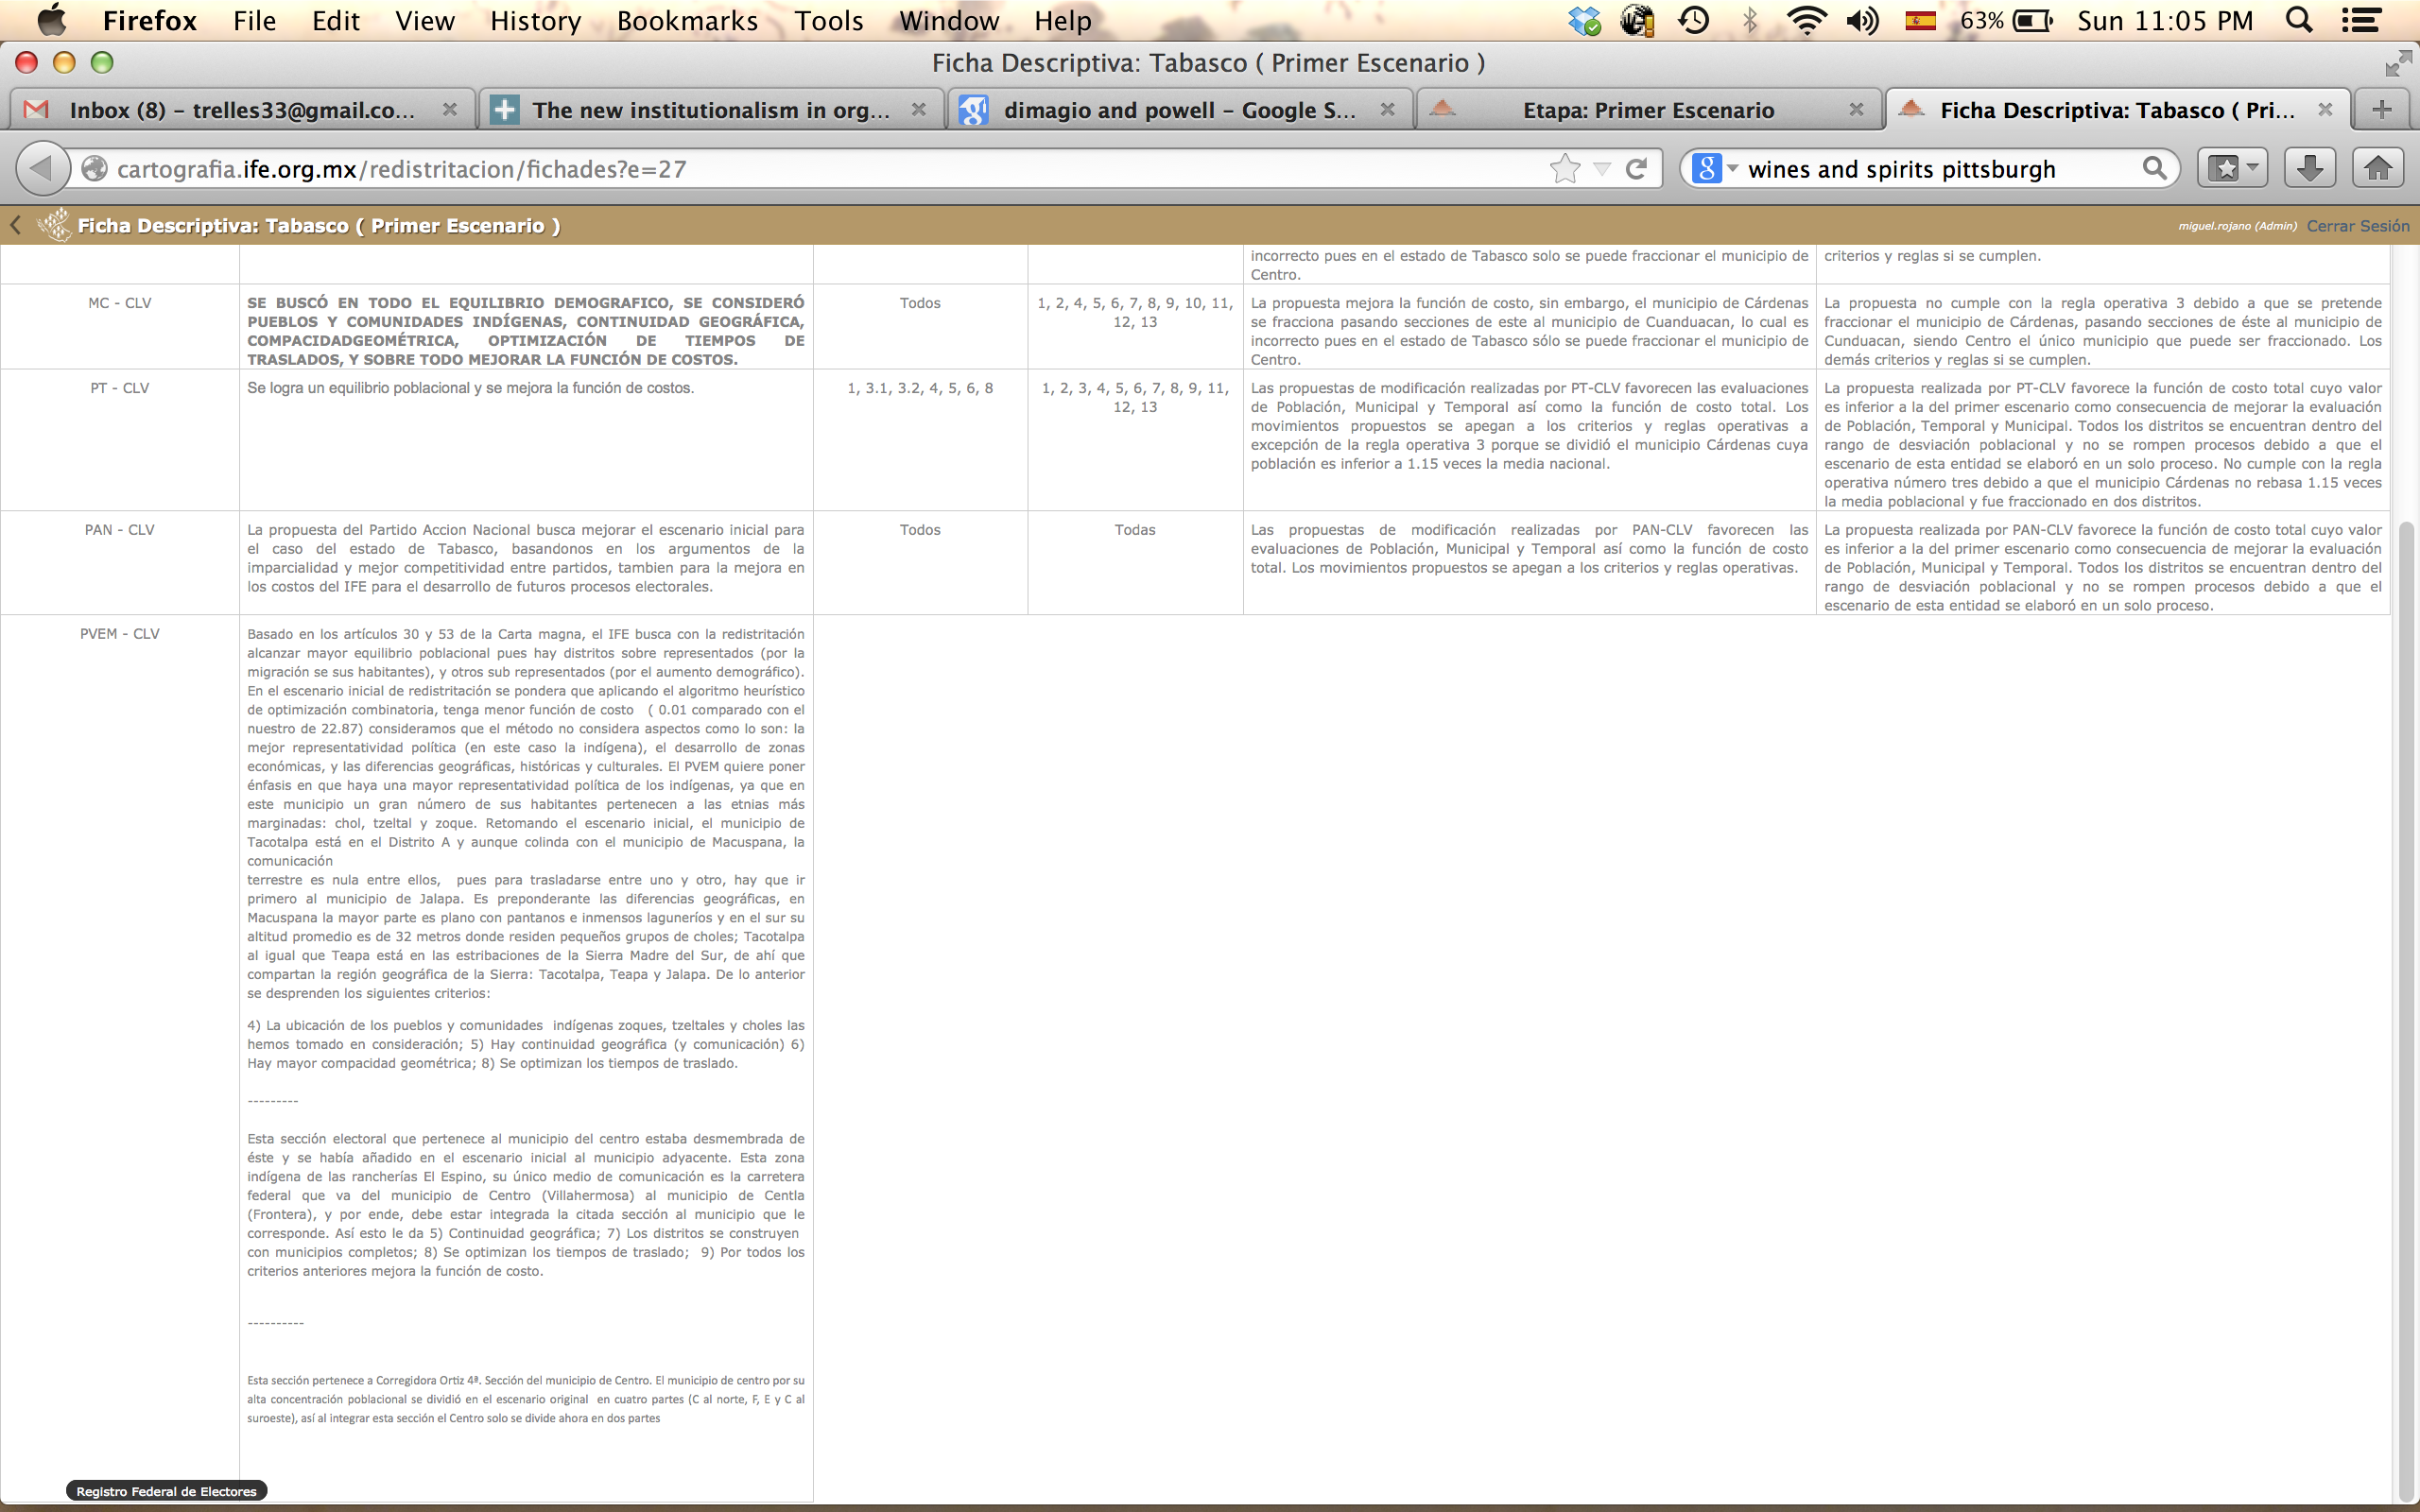 Firefox File Edit View History Bookmarks Tools Window Help 63% Sun 11:05 PM
Ficha Descriptiva: Tabasco ( Primer Escenario )
Inbox (8) – trelles33@gmail.co... The new institutionalism in org... dimagio and powell – Google S... Etapa: Primer Escenario Ficha Descriptiva: Tabasco ( Pri...
cartografia.ife.org.mx/redistritacion/fichades?e=27 wines and spirits pittsburgh
Ficha Descriptiva: Tabasco ( Primer Escenario ) miguel.rojano (Admin) Cerrar Sesión
incorrecto pues en el estado de Tabasco solo se puede fraccionar el municipio de
Centro.
criterios y reglas si se cumplen.
MC - CLV
SE BUSCÓ EN TODO EL EQUILIBRIO DEMOGRAFICO, SE CONSIDERÓ
PUEBLOS Y COMUNIDADES INDÍGENAS, CONTINUIDAD GEOGRÁFICA,
COMPACIDADGEOMÉTRICA, OPTIMIZACIÓN DE TIEMPOS DE
TRASLADOS, Y SOBRE TODO MEJORAR LA FUNCIÓN DE COSTOS.
Todos
1, 2, 4, 5, 6, 7, 8, 9, 10, 11,
12, 13
La propuesta mejora la función de costo, sin embargo, el municipio de Cárdenas
se fracciona pasando secciones de este al municipio de Cuanduacan, lo cual es
incorrecto pues en el estado de Tabasco sólo se puede fraccionar el municipio de
Centro.
La propuesta no cumple con la regla operativa 3 debido a que se pretende
fraccionar el municipio de Cárdenas, pasando secciones de éste al municipio de
Cunduacan, siendo Centro el único municipio que puede ser fraccionado. Los
demás criterios y reglas si se cumplen.
PT - CLV
Se logra un equilibrio poblacional y se mejora la función de costos.
1, 3.1, 3.2, 4, 5, 6, 8
1, 2, 3, 4, 5, 6, 7, 8, 9, 11,
12, 13
Las propuestas de modificación realizadas por PT-CLV favorecen las evaluaciones
de Población, Municipal y Temporal así como la función de costo total. Los
movimientos propuestos se apegan a los criterios y reglas operativas a
excepción de la regla operativa 3 porque se dividió el municipio Cárdenas cuya
población es inferior a 1.15 veces la media nacional.
La propuesta realizada por PT-CLV favorece la función de costo total cuyo valor
es inferior a la del primer escenario como consecuencia de mejorar la evaluación
de Población, Temporal y Municipal. Todos los distritos se encuentran dentro del
rango de desviación poblacional y no se rompen procesos debido a que el
escenario de esta entidad se elaboró en un solo proceso. No cumple con la regla
operativa número tres debido a que el municipio Cárdenas no rebasa 1.15 veces
la media poblacional y fue fraccionado en dos distritos.
PAN - CLV
La propuesta del Partido Accion Nacional busca mejorar el escenario inicial para
el caso del estado de Tabasco, basandonos en los argumentos de la
imparcialidad y mejor competitividad entre partidos, tambien para la mejora en
los costos del IFE para el desarrollo de futuros procesos electorales.
Todos
Todas
Las propuestas de modificación realizadas por PAN-CLV favorecen las
evaluaciones de Población, Municipal y Temporal así como la función de costo
total. Los movimientos propuestos se apegan a los criterios y reglas operativas.
La propuesta realizada por PAN-CLV favorece la función de costo total cuyo valor
es inferior a la del primer escenario como consecuencia de mejorar la evaluación
de Población, Municipal y Temporal. Todos los distritos se encuentran dentro del
rango de desviación poblacional y no se rompen procesos debido a que el
escenario de esta entidad se elaboró en un solo proceso.
PVEM - CLV
Basado en los artículos 30 y 53 de la Carta magna, el IFE busca con la redistritación
alcanzar mayor equilibrio poblacional pues hay distritos sobre representados (por la
migración se sus habitantes), y otros sub representados (por el aumento demográfico).
En el escenario inicial de redistritación se pondera que aplicando el algoritmo heurístico
de optimización combinatoria, tenga menor función de costo ( 0.01 comparado con el
nuestro de 22.87) consideramos que el método no considera aspectos como lo son: la
mejor representatividad política (en este caso la indígena), el desarrollo de zonas
económicas, y las diferencias geográficas, históricas y culturales. El PVEM quiere poner
énfasis en que haya una mayor representatividad política de los indígenas, ya que en
este municipio un gran número de sus habitantes pertenecen a las etnias más
marginadas: chol, tzeltal y zoque. Retomando el escenario inicial, el municipio de
Tacotalpa está en el Distrito A y aunque colinda con el municipio de Macuspana, la
comunicación
terrestre es nula entre ellos, pues para trasladarse entre uno y otro, hay que ir
primero al municipio de Jalapa. Es preponderante las diferencias geográficas, en
Macuspana la mayor parte es plano con pantanos e inmensos laguneríos y en el sur su
altitud promedio es de 32 metros donde residen pequeños grupos de choles; Tacotalpa
al igual que Teapa está en las estribaciones de la Sierra Madre del Sur, de ahí que
compartan la región geográfica de la Sierra: Tacotalpa, Teapa y Jalapa. De lo anterior
se desprenden los siguientes criterios:
4) La ubicación de los pueblos y comunidades indígenas zoques, tzeltales y choles las
hemos tomado en consideración; 5) Hay continuidad geográfica (y comunicación) 6)
Hay mayor compacidad geométrica; 8) Se optimizan los tiempos de traslado.
---------
Esta sección electoral que pertenece al municipio del centro estaba desmembrada de
éste y se había añadido en el escenario inicial al municipio adyacente. Esta zona
indígena de las rancherías El Espino, su único medio de comunicación es la carretera
federal que va del municipio de Centro (Villahermosa) al municipio de Centla
(Frontera), y por ende, debe estar integrada la citada sección al municipio que le
corresponde. Así esto le da 5) Continuidad geográfica; 7) Los distritos se construyen
con municipios completos; 8) Se optimizan los tiempos de traslado; 9) Por todos los
criterios anteriores mejora la función de costo.
----------
Esta sección pertenece a Corregidora Ortiz 4ª. Sección del municipio de Centro. El municipio de centro por su
alta concentración poblacional se dividió en el escenario original en cuatro partes (C al norte, F, E y C al
suroeste), así al integrar esta sección el Centro solo se divide ahora en dos partes
Registro Federal de Electores